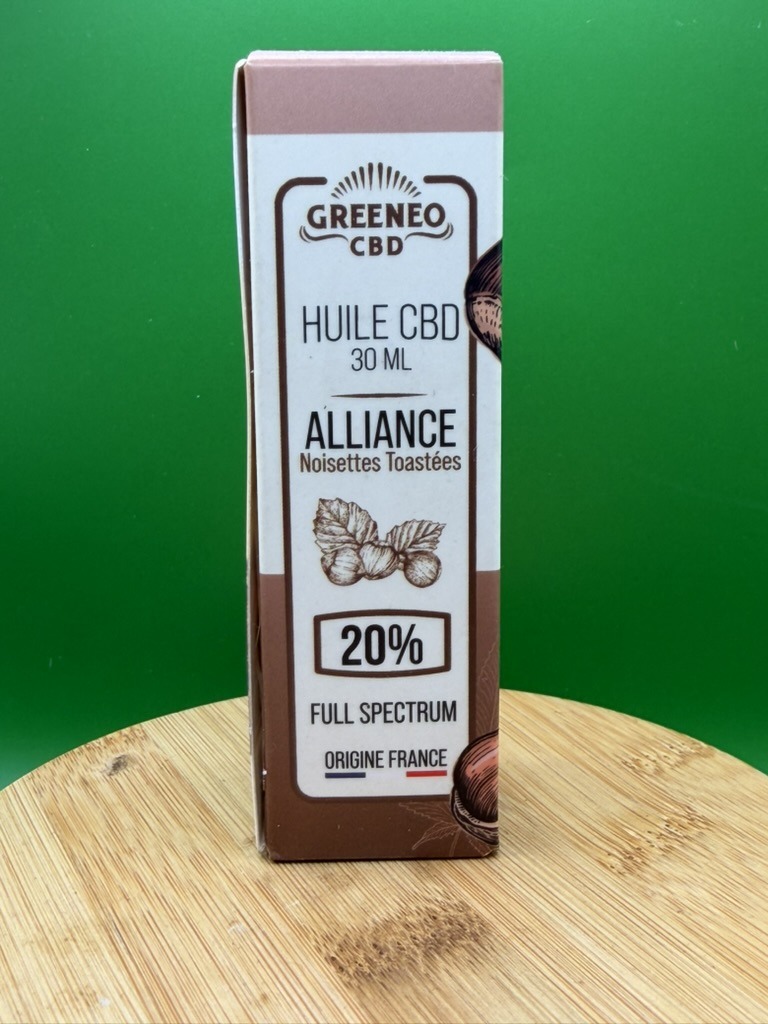 GREENEO
CBD
HUILE CBD
30 ML
ALLIANCE
Noisettes Toastées
20%
FULL SPECTRUM
ORIGINE FRANCE